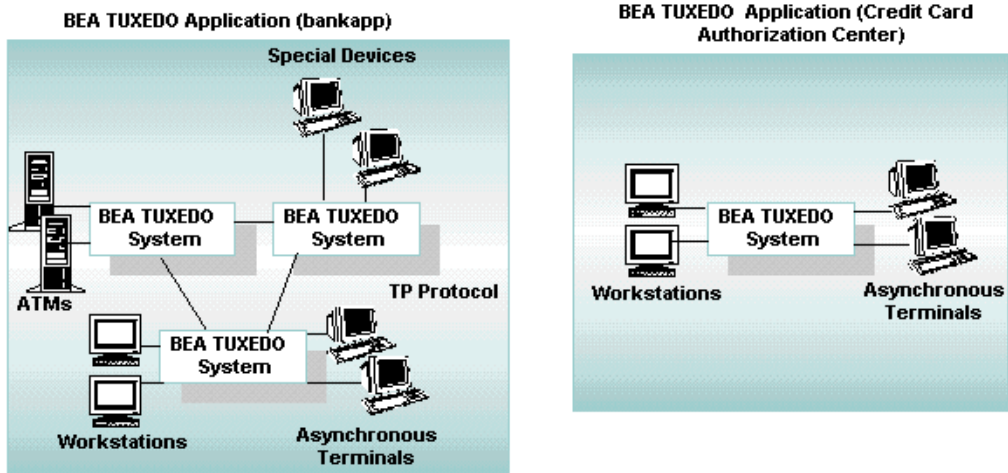 BEA TUXEDO Application (bankapp)
Special Devices
BEA TUXEDO
System
BEA TUXEDO
System
ATMs
TP Protocol
BEA TUXEDO
System
Workstations
Asynchronous
Terminals
BEA TUXEDO Application (Credit Card
Authorization Center)
BEA TUXEDO
System
Workstations
Asynchronous
Terminals